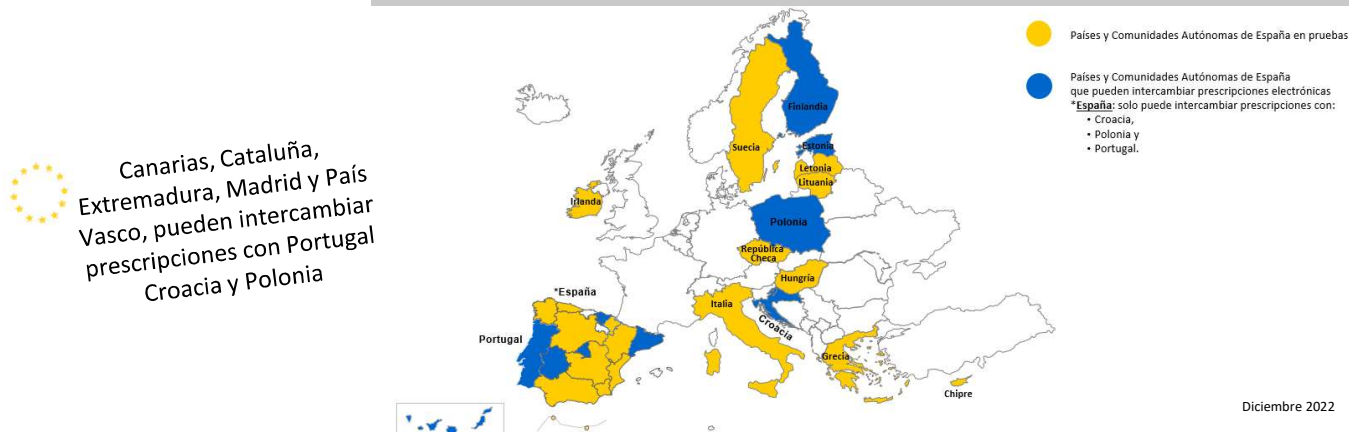 Canarias, Cataluña,
Extremadura, Madrid y País
Vasco, pueden intercambiar
prescripciones con Portugal
Croacia y Polonia
Países y Comunidades Autónomas de España en pruebas
Países y Comunidades Autónomas de España
que pueden intercambiar prescripciones electrónicas
*España: solo puede intercambiar prescripciones con:
• Croacia,
• Polonia y
• Portugal.
Finlandia
Suecia
Estonia
Letonia
Lituania
Irlanda
Polonia
República
Checa
Hungría
*España
Italia
Croacia
Portugal
Grecia
Chipre
Diciembre 2022